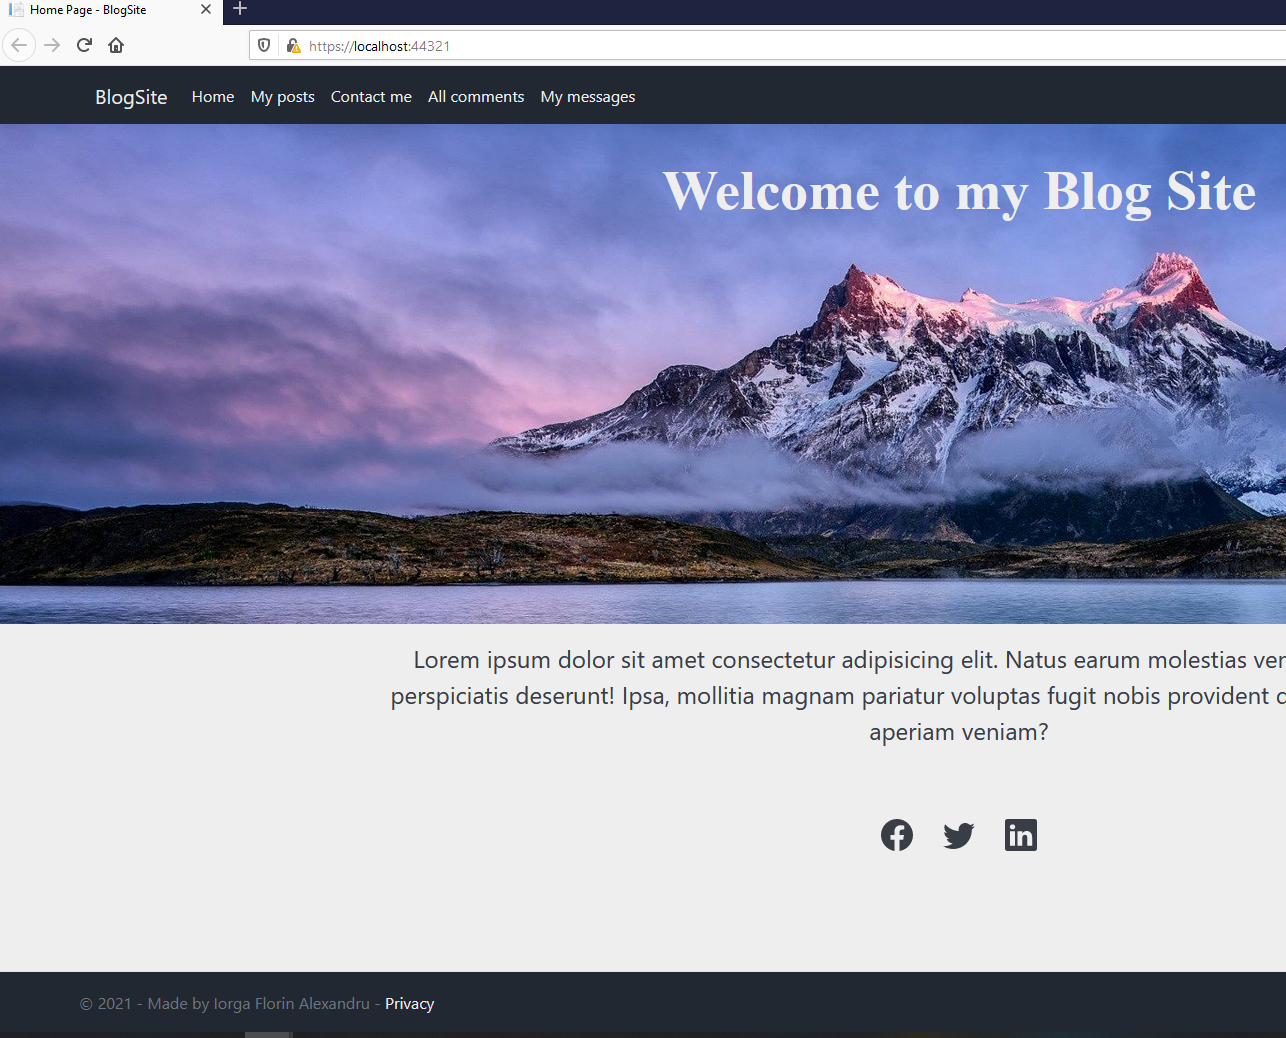 Home Page - BlogSite
https://localhost:44321
BlogSite Home My posts Contact me All comments My messages
Welcome to my Blog Site
Lorem ipsum dolor sit amet consectetur adipisicing elit. Natus earum molestias
perspiciatis deserunt! Ipsa, mollitia magnam pariatur voluptas fugit nobis provident
aperiam veniam?
© 2021 - Made by Iorga Florin Alexandru - Privacy